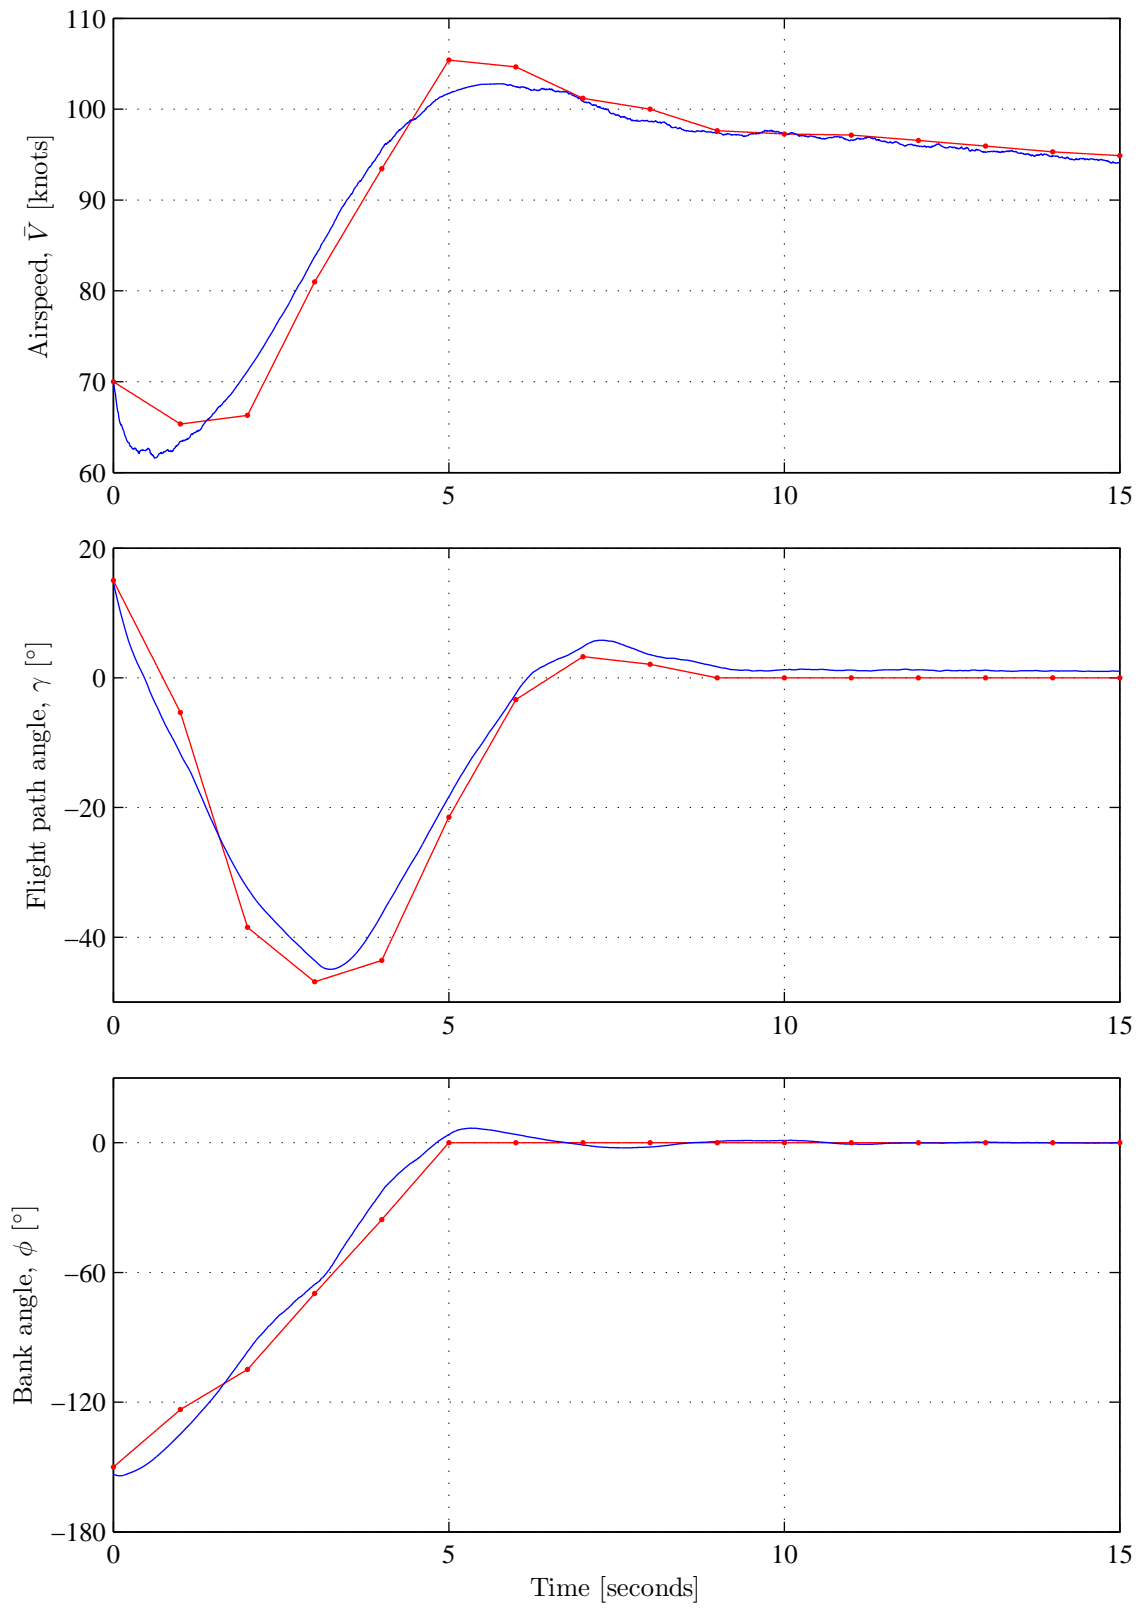 110
100
90
80
70
60
Airspeed, V̄ [knots]
0 5 10 15
20
0
−20
−40
Flight path angle, γ [°]
0 5 10 15
0
−60
−120
−180
Bank angle, ϕ [°]
0 5 10 15
Time [seconds]